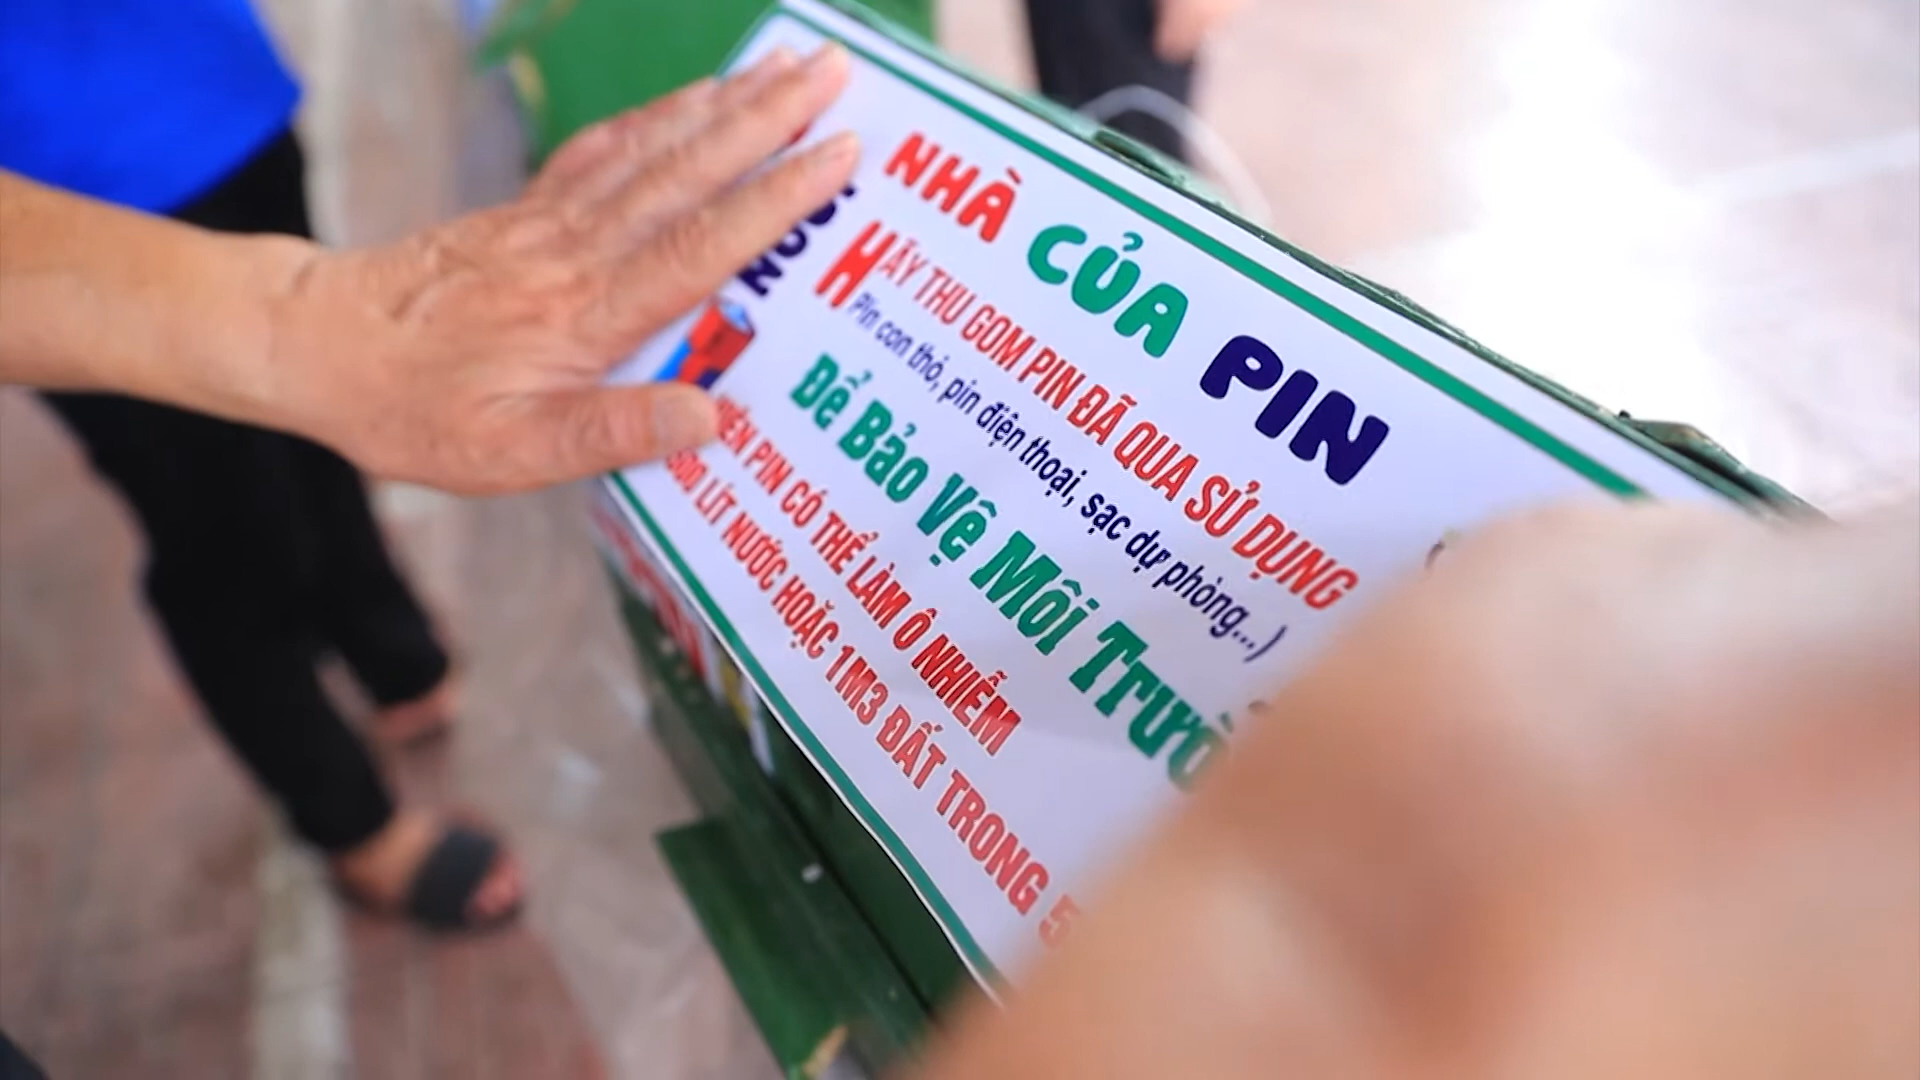 NHÀ CỦA PIN
HÃY THU GOM PIN ĐÃ QUA SỬ DỤNG
Pin con thỏ, pin điện thoại, sạc dự phòng...)
Để Bảo Vệ Môi
PIN CÓ THỂ LÀM Ô NHIỄM
LÍT NƯỚC HOẶC 1M3 ĐẤT TRONG 5